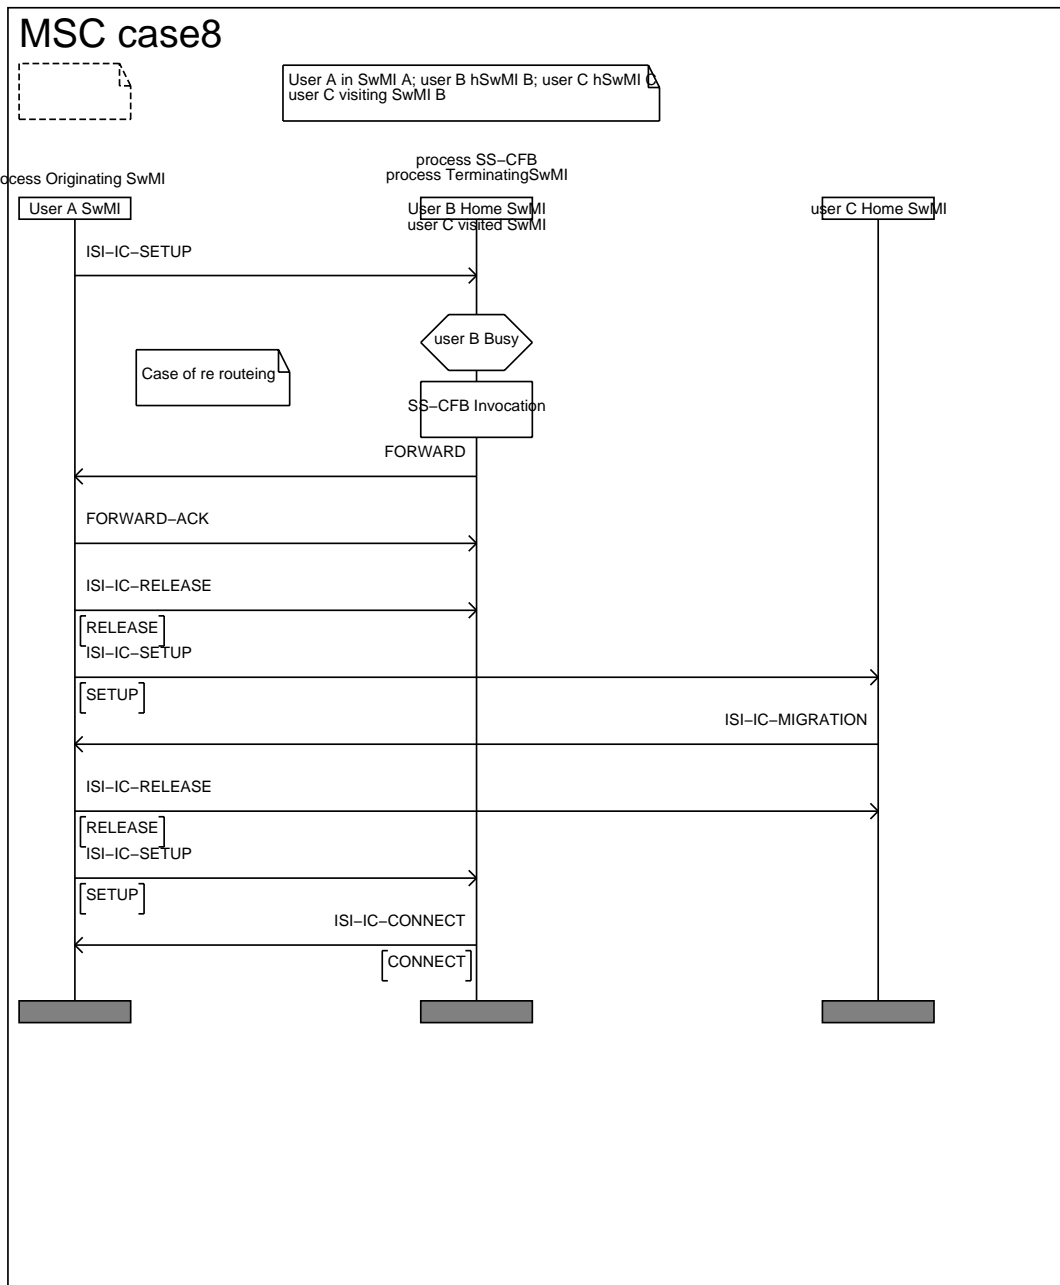 MSC case8
User A in SwMI A; user B hSwMI B; user C hSwMI C
user C visiting SwMI B
process SS−CFB
ocess Originating SwMI
process TerminatingSwMI
User A SwMI
User B Home SwMI
user C Home SwMI
user C visited SwMI
ISI−IC−SETUP
user B Busy
Case of re routeing
SS−CFB Invocation
FORWARD
FORWARD−ACK
ISI−IC−RELEASE
RELEASE
ISI−IC−SETUP
SETUP
ISI−IC−MIGRATION
ISI−IC−RELEASE
RELEASE
ISI−IC−SETUP
SETUP
ISI−IC−CONNECT
CONNECT